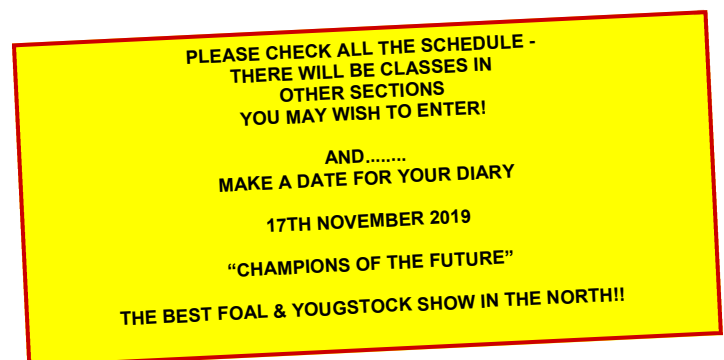 PLEASE CHECK ALL THE SCHEDULE -
THERE WILL BE CLASSES IN
OTHER SECTIONS
YOU MAY WISH TO ENTER!
AND........
MAKE A DATE FOR YOUR DIARY
17TH NOVEMBER 2019
“CHAMPIONS OF THE FUTURE”
THE BEST FOAL & YOUGSTOCK SHOW IN THE NORTH!!